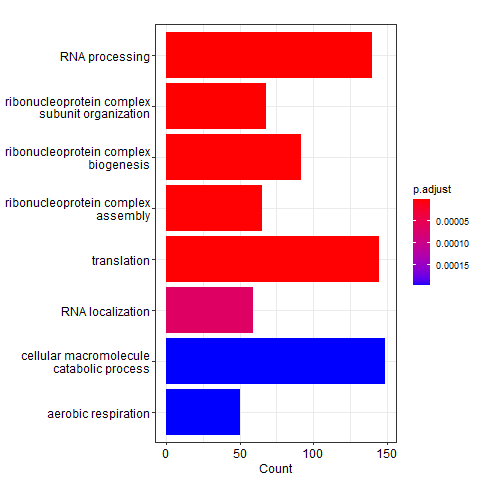 RNA processing
ribonucleoprotein complex
subunit organization
ribonucleoprotein complex
biogenesis
ribonucleoprotein complex
assembly
translation
RNA localization
cellular macromolecule
catabolic process
aerobic respiration
0 50 100 150
Count
p.adjust
0.00005
0.00010
0.00015